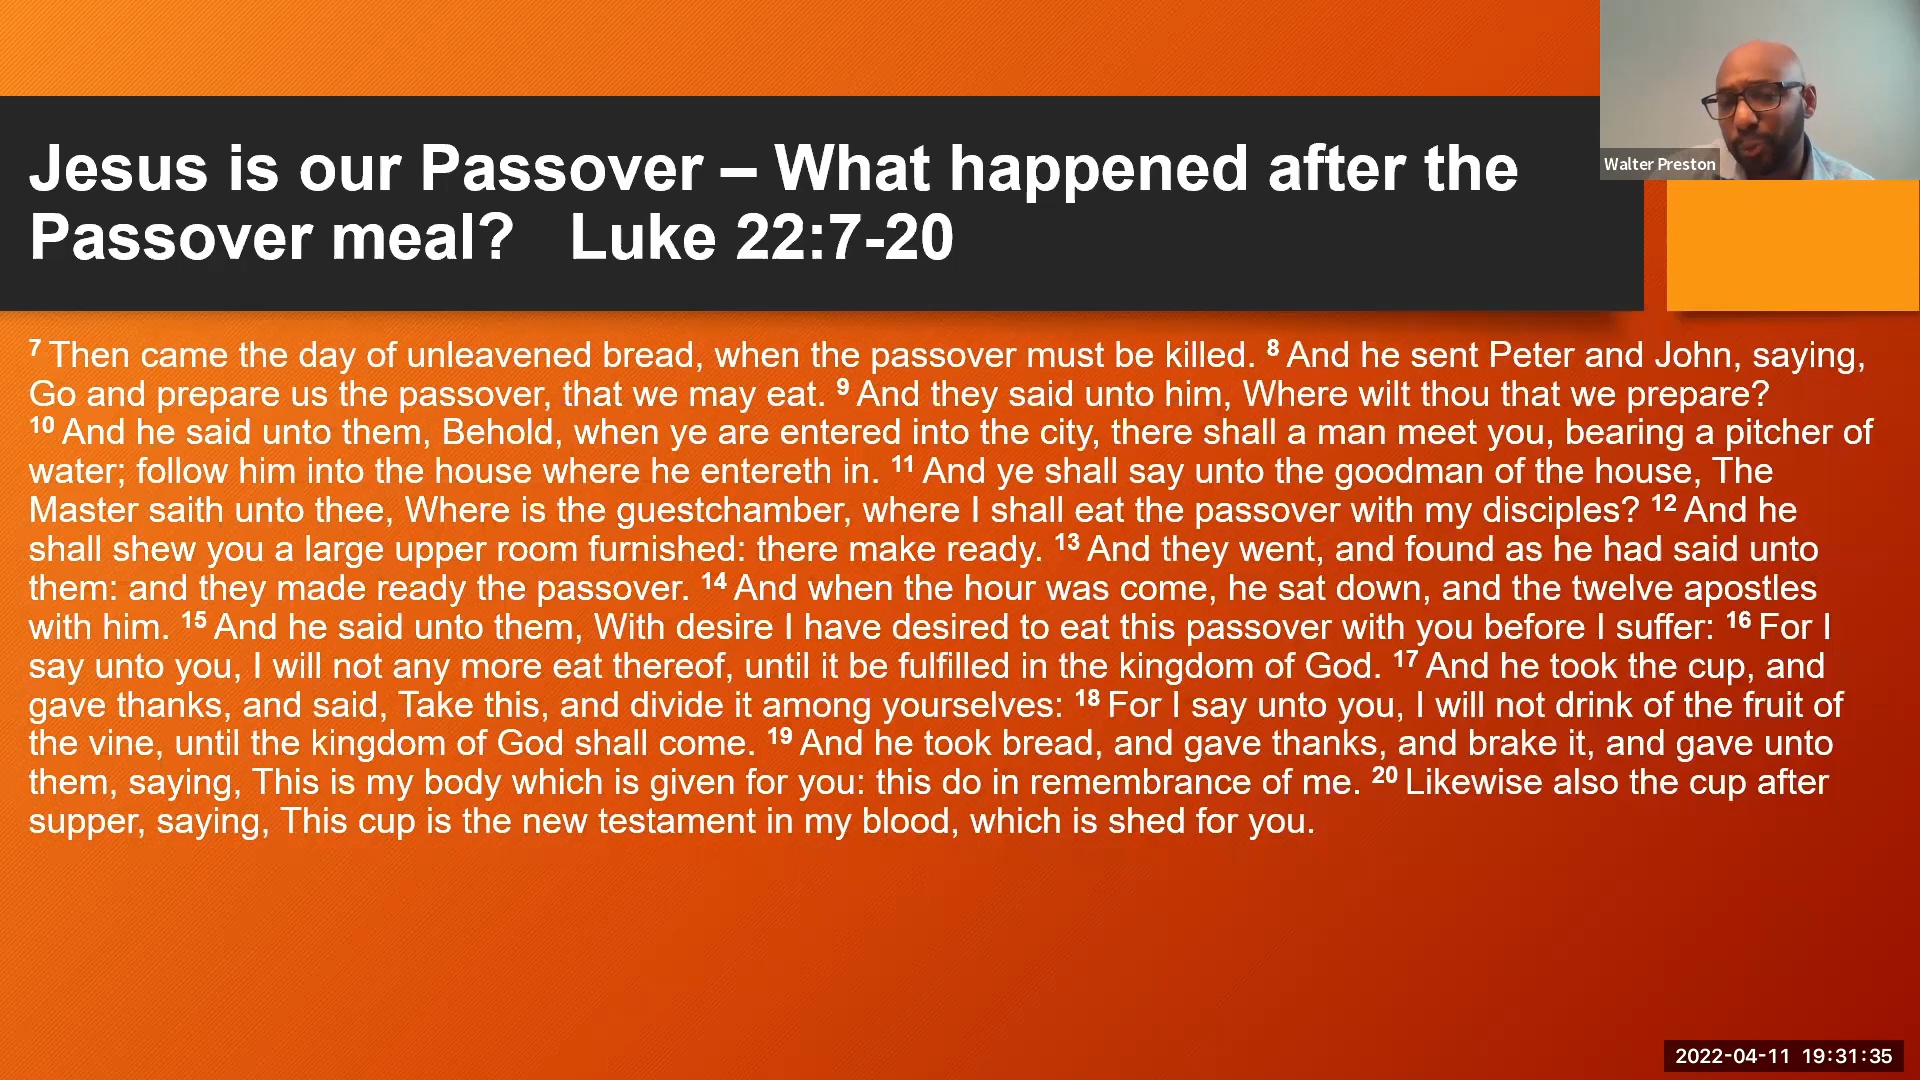 Jesus is our Passover – What happened after the
Passover meal?   Luke 22:7-20
Walter Preston
7 Then came the day of unleavened bread, when the passover must be killed. 8 And he sent Peter and John, saying,
Go and prepare us the passover, that we may eat. 9 And they said unto him, Where wilt thou that we prepare?
10 And he said unto them, Behold, when ye are entered into the city, there shall a man meet you, bearing a pitcher of
water; follow him into the house where he entereth in. 11 And ye shall say unto the goodman of the house, The
Master saith unto thee, Where is the guestchamber, where I shall eat the passover with my disciples? 12 And he
shall shew you a large upper room furnished: there make ready. 13 And they went, and found as he had said unto
them: and they made ready the passover. 14 And when the hour was come, he sat down, and the twelve apostles
with him. 15 And he said unto them, With desire I have desired to eat this passover with you before I suffer: 16 For I
say unto you, I will not any more eat thereof, until it be fulfilled in the kingdom of God. 17 And he took the cup, and
gave thanks, and said, Take this, and divide it among yourselves: 18 For I say unto you, I will not drink of the fruit of
the vine, until the kingdom of God shall come. 19 And he took bread, and gave thanks, and brake it, and gave unto
them, saying, This is my body which is given for you: this do in remembrance of me. 20 Likewise also the cup after
supper, saying, This cup is the new testament in my blood, which is shed for you.
2022-04-11 19:31:35